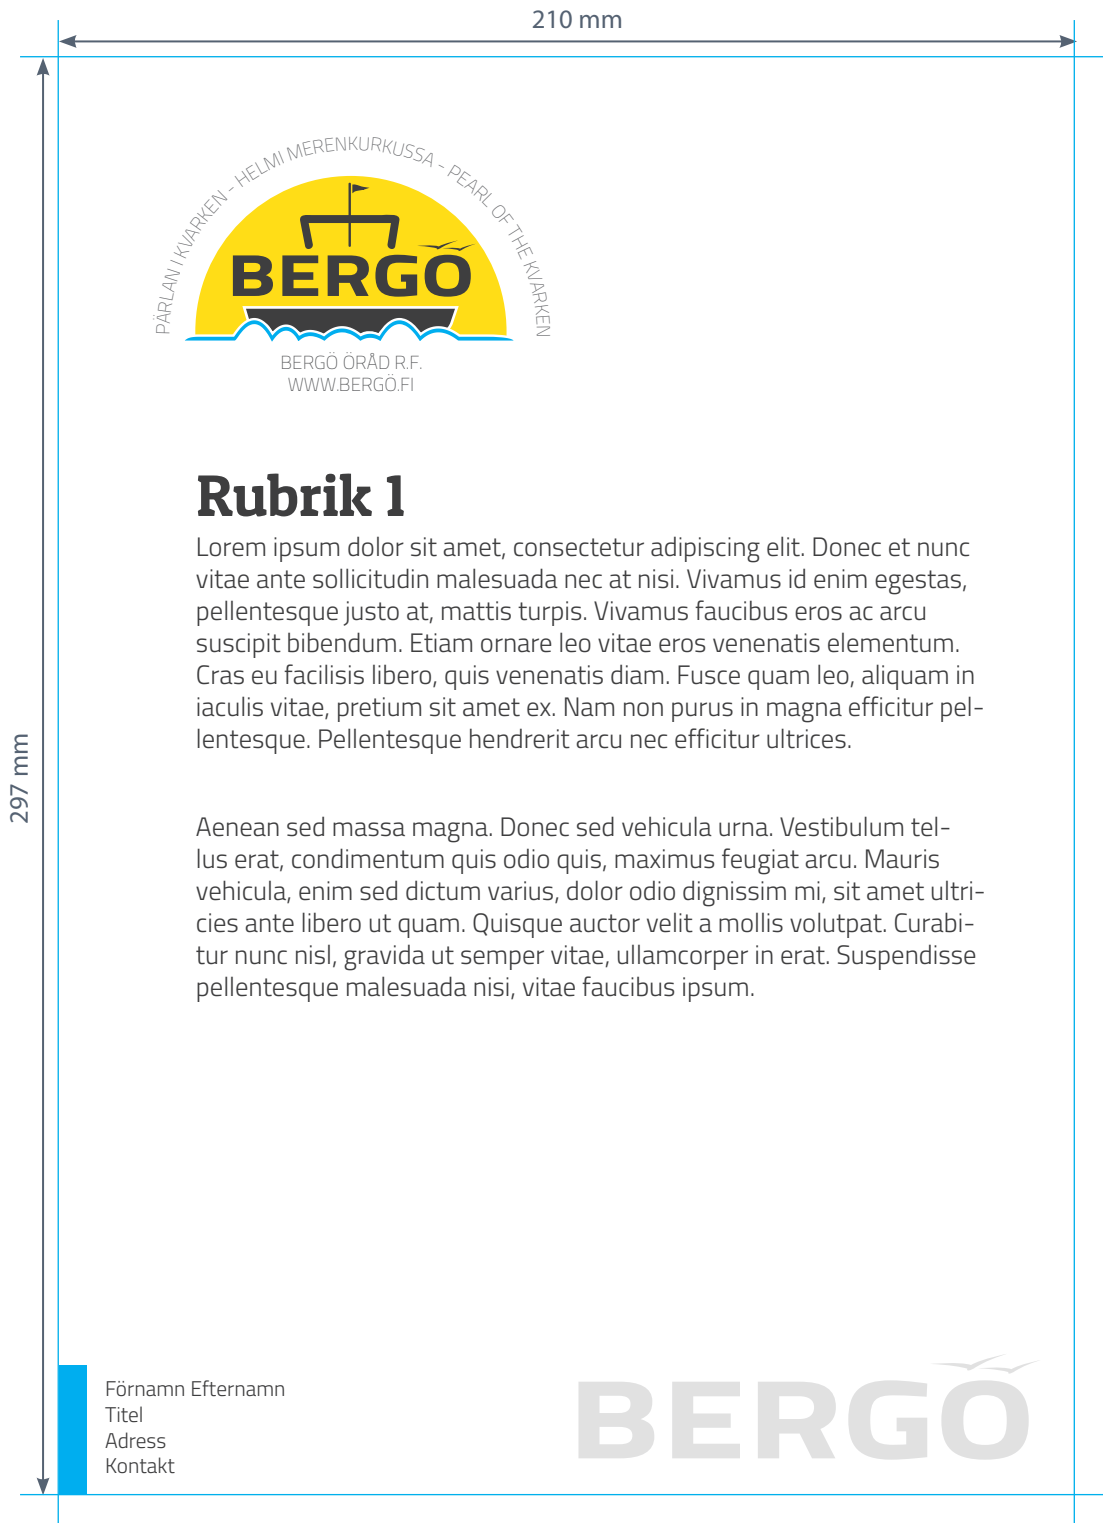 210 mm
297 mm
PÄRLAN I KVARKEN - HELMI MERENKURKUSSA - PEARL OF THE KVARKEN
BERGÖ
BERGÖ ÖRÅD R.F.
WWW.BERGÖ.FI
Rubrik 1
Lorem ipsum dolor sit amet, consectetur adipiscing elit. Donec et nunc
vitae ante sollicitudin malesuada nec at nisi. Vivamus id enim egestas,
pellentesque justo at, mattis turpis. Vivamus faucibus eros ac arcu
suscipit bibendum. Etiam ornare leo vitae eros venenatis elementum.
Cras eu facilisis libero, quis venenatis diam. Fusce quam leo, aliquam in
iaculis vitae, pretium sit amet ex. Nam non purus in magna efficitur pel-
lentesque. Pellentesque hendrerit arcu nec efficitur ultrices.
Aenean sed massa magna. Donec sed vehicula urna. Vestibulum tel-
lus erat, condimentum quis odio quis, maximus feugiat arcu. Mauris
vehicula, enim sed dictum varius, dolor odio dignissim mi, sit amet ultri-
cies ante libero ut quam. Quisque auctor velit a mollis volutpat. Curabi-
tur nunc nisl, gravida ut semper vitae, ullamcorper in erat. Suspendisse
pellentesque malesuada nisi, vitae faucibus ipsum.
Förnamn Efternamn
Titel
Adress
Kontakt
BERGÖ